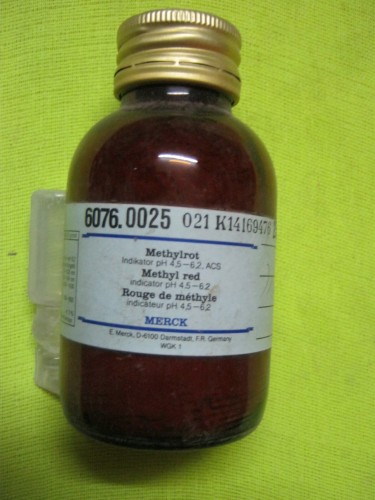 6076.0025 021 K14169470
Methylrot
Indikator pH 4,5–6,2, ACS
Methyl red
indicator pH 4,5–6,2
Rouge de méthyle
indicateur pH 4,5–6,2
MERCK
E. Merck, D-6100 Darmstadt, F.R. Germany
WGK 1